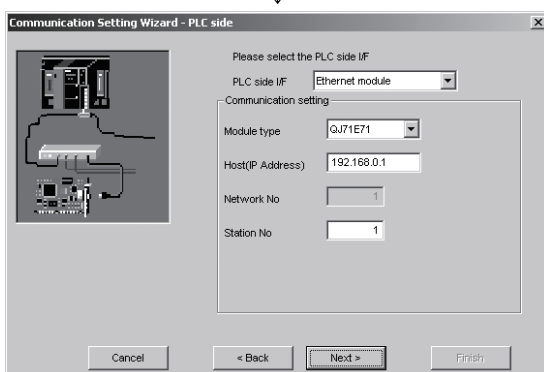 Communication Setting Wizard - PLC side
Please select the PLC side I/F
PLC side I/F Ethernet module
Communication setting
Module type QJ71E71
Host(IP Address) 192.168.0.1
Network No 1
Station No 1
Cancel < Back Next > Finish